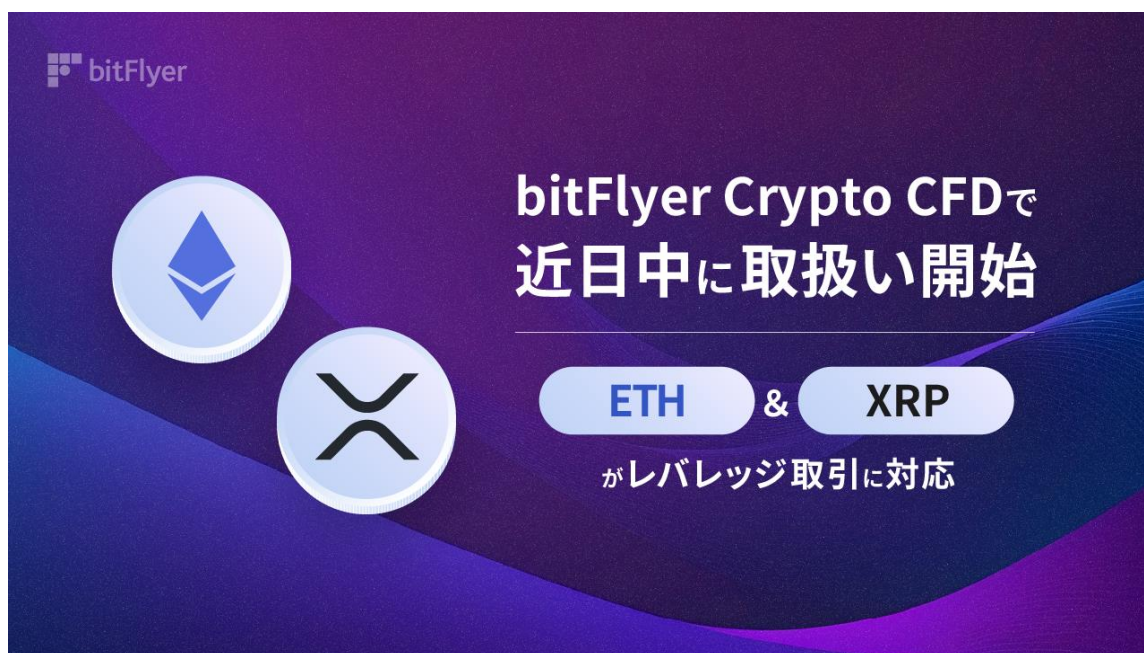 bitFlyer
bitFlyer Crypto CFDで
近日中に取扱い開始
ETH & XRP
がレバレッジ取引に対応